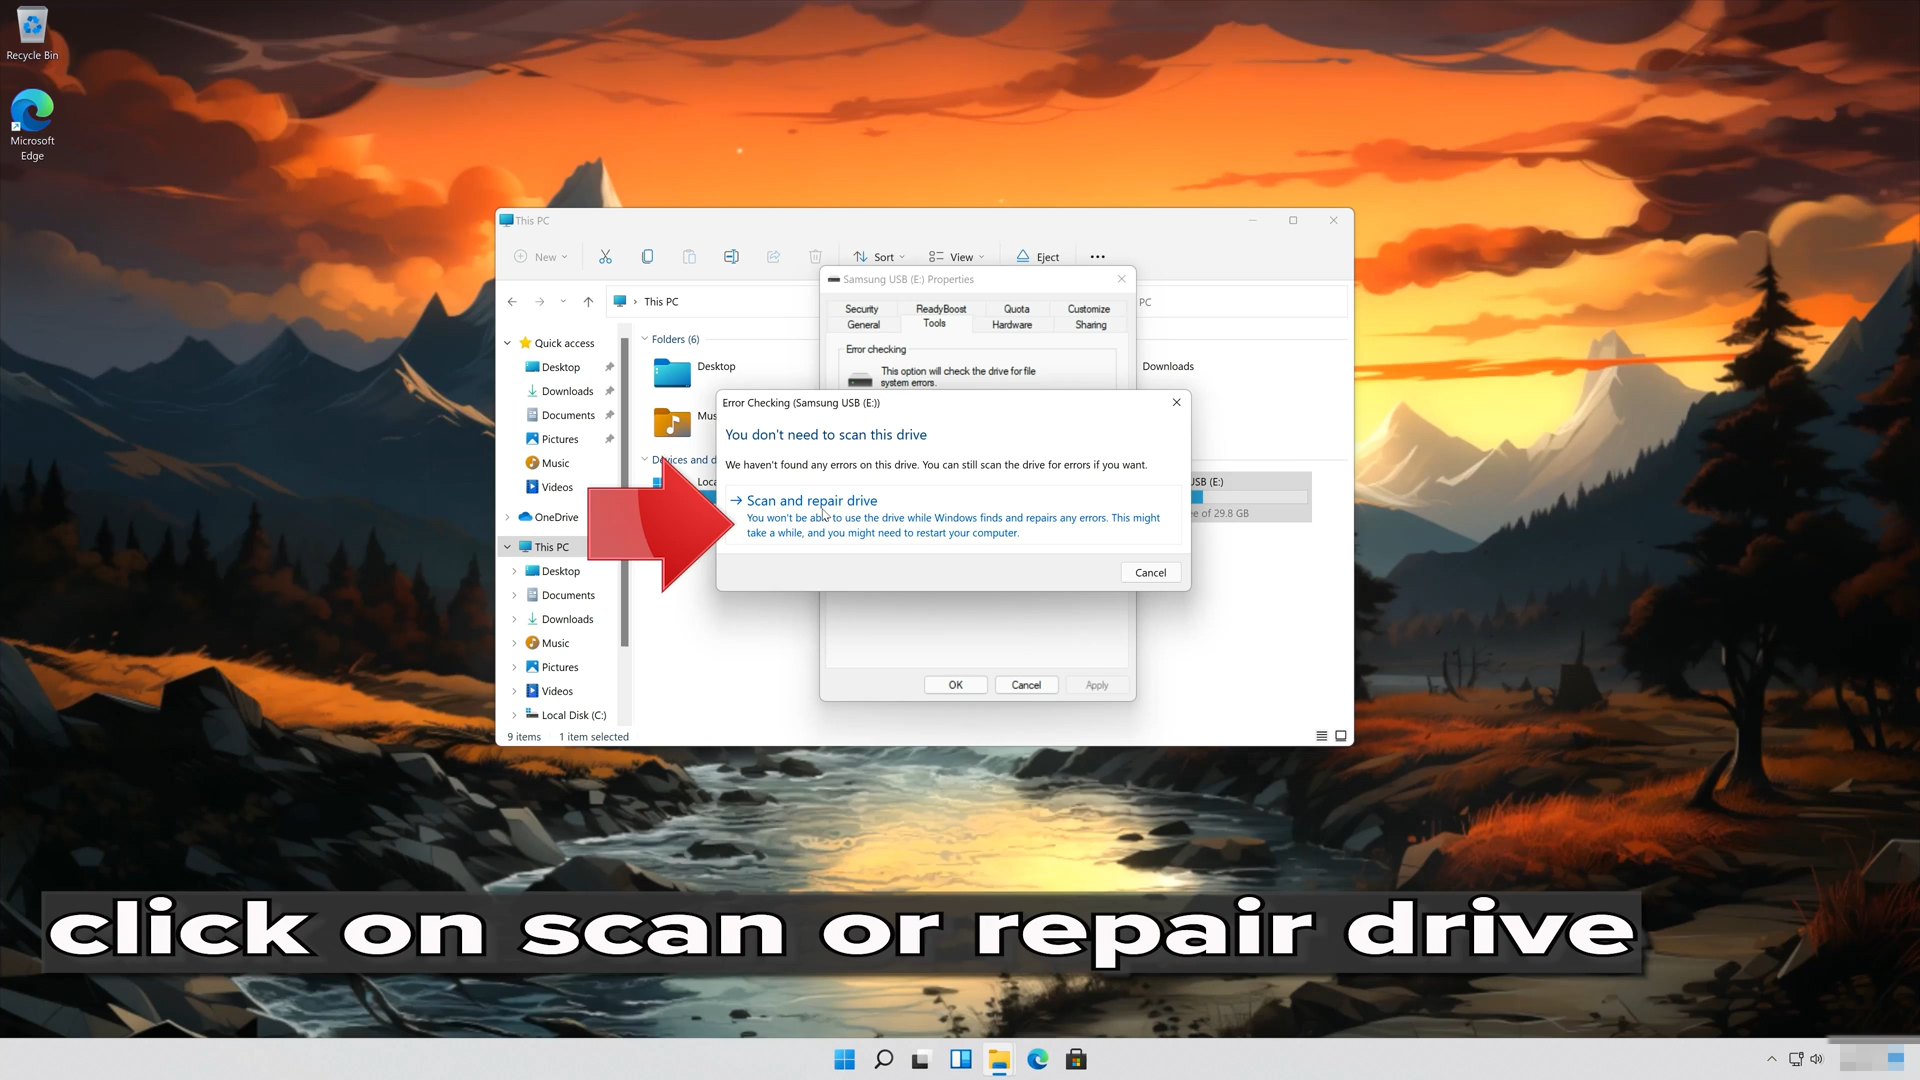 Recycle Bin
Microsoft
Edge
This PC
New
Sort
View
Eject
This PC
Quick access
Desktop
Downloads
Documents
Pictures
Music
Videos
OneDrive
This PC
Desktop
Documents
Downloads
Music
Pictures
Videos
Local Disk (C:)
Folders (6)
Desktop
Mus
Devices and d
Loca
PC
Downloads
USB (E:)
e of 29.8 GB
9 items
1 item selected
Samsung USB (E:) Properties
Security
ReadyBoost
Quota
Customize
General
Tools
Hardware
Sharing
Error checking
This option will check the drive for file
system errors.
Error Checking (Samsung USB (E:))
You don't need to scan this drive
We haven't found any errors on this drive. You can still scan the drive for errors if you want.
Scan and repair drive
You won't be able to use the drive while Windows finds and repairs any errors. This might
take a while, and you might need to restart your computer.
Cancel
OK
Cancel
Apply
click on scan or repair drive